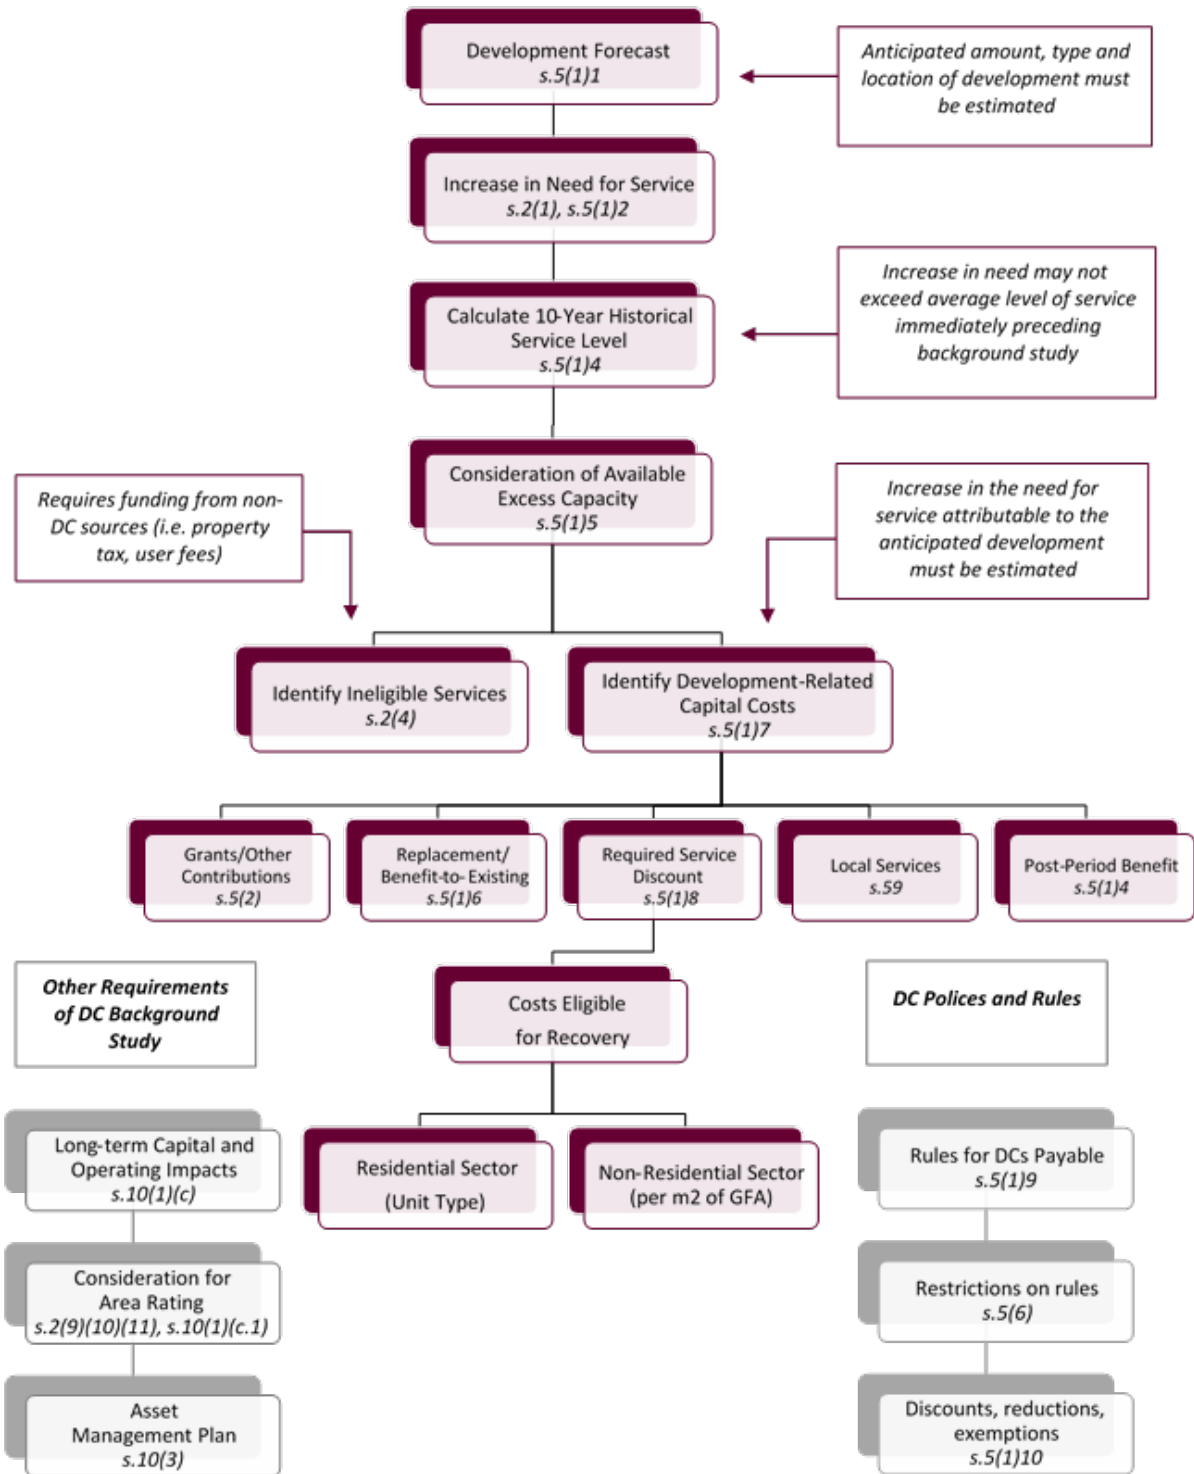 Development Forecast
s.5(1)1
Anticipated amount, type and
location of development must
be estimated
Increase in Need for Service
s.2(1), s.5(1)2
Calculate 10-Year Historical
Service Level
s.5(1)4
Increase in need may not
exceed average level of service
immediately preceding
background study
Consideration of Available
Excess Capacity
s.5(1)5
Requires funding from non-
DC sources (i.e. property
tax, user fees)
Increase in the need for
service attributable to the
anticipated development
must be estimated
Identify Ineligible Services
s.2(4)
Identify Development-Related
Capital Costs
s.5(1)7
Grants/Other
Contributions
s.5(2)
Replacement/
Benefit-to-Existing
s.5(1)6
Required Service
Discount
s.5(1)8
Local Services
s.59
Post-Period Benefit
s.5(1)4
Other Requirements
of DC Background
Study
Costs Eligible
for Recovery
DC Polices and Rules
Long-term Capital and
Operating Impacts
s.10(1)(c)
Residential Sector
(Unit Type)
Non-Residential Sector
(per m2 of GFA)
Rules for DCs Payable
s.5(1)9
Consideration for
Area Rating
s.2(9)(10)(11), s.10(1)(c.1)
Restrictions on rules
s.5(6)
Asset
Management Plan
s.10(3)
Discounts, reductions,
exemptions
s.5(1)10